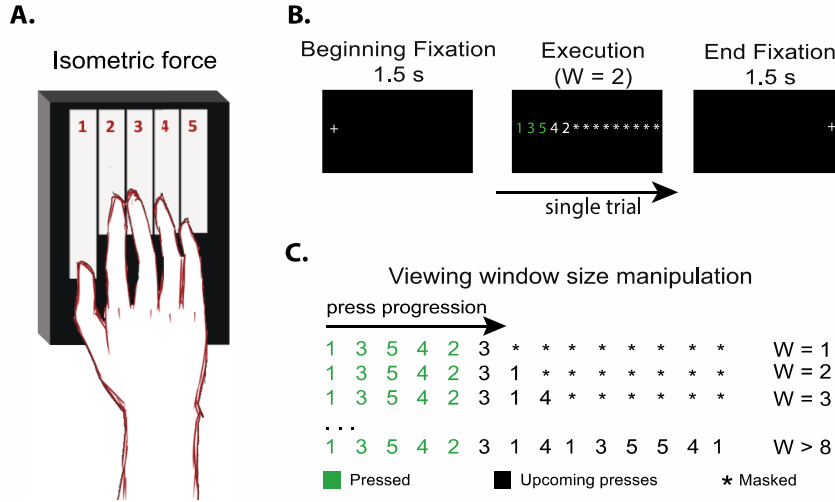 A.
Isometric force
1 2 3 4 5
B.
Beginning Fixation
1.5 s
+
Execution
(W = 2)
1 3 5 4 2 * * * * * * * * *
End Fixation
1.5 s
+
single trial
C.
Viewing window size manipulation
press progression
1 3 5 4 2 3 * * * * * * * * W = 1
1 3 5 4 2 3 1 * * * * * * * W = 2
1 3 5 4 2 3 1 4 * * * * * * W = 3
...
1 3 5 4 2 3 1 4 1 3 5 5 4 1 W > 8
Pressed Upcoming presses * Masked